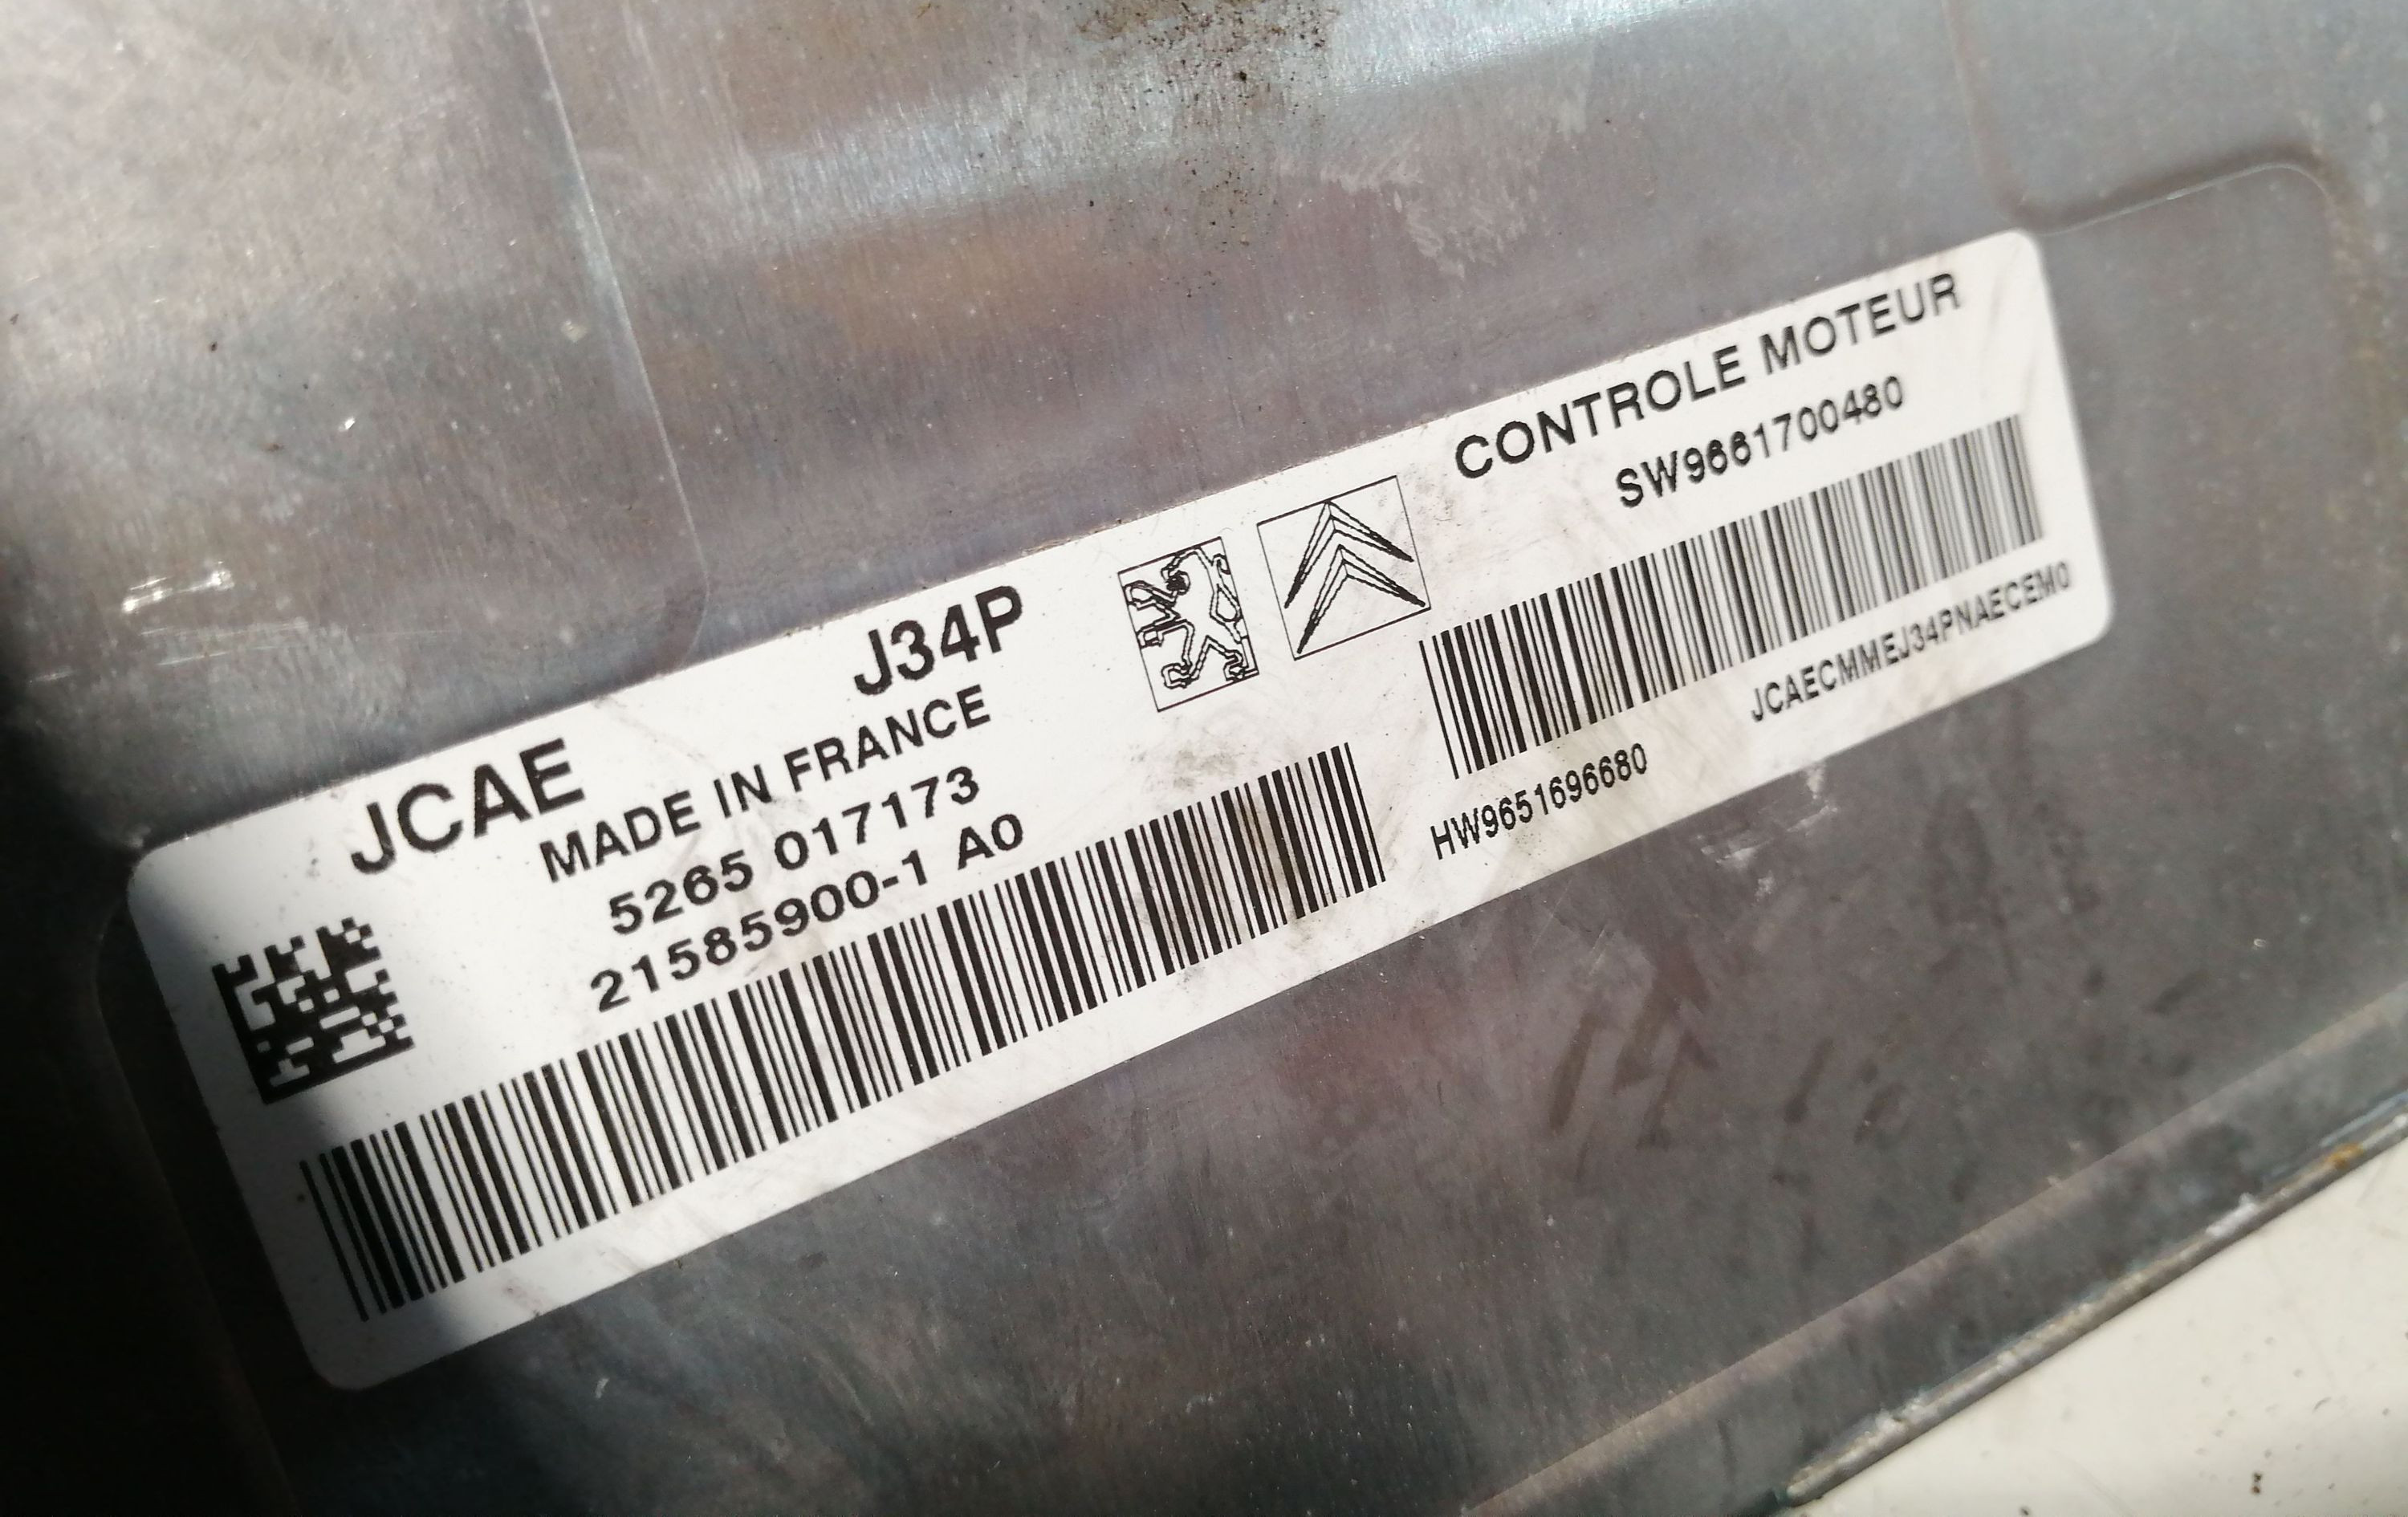 JCAE
J34P
MADE IN FRANCE
5265 017173
21585900-1 A0
CONTROLE MOTEUR
SW9661700480
HW9651696680
JCAECMMEJ34PNAECEM0